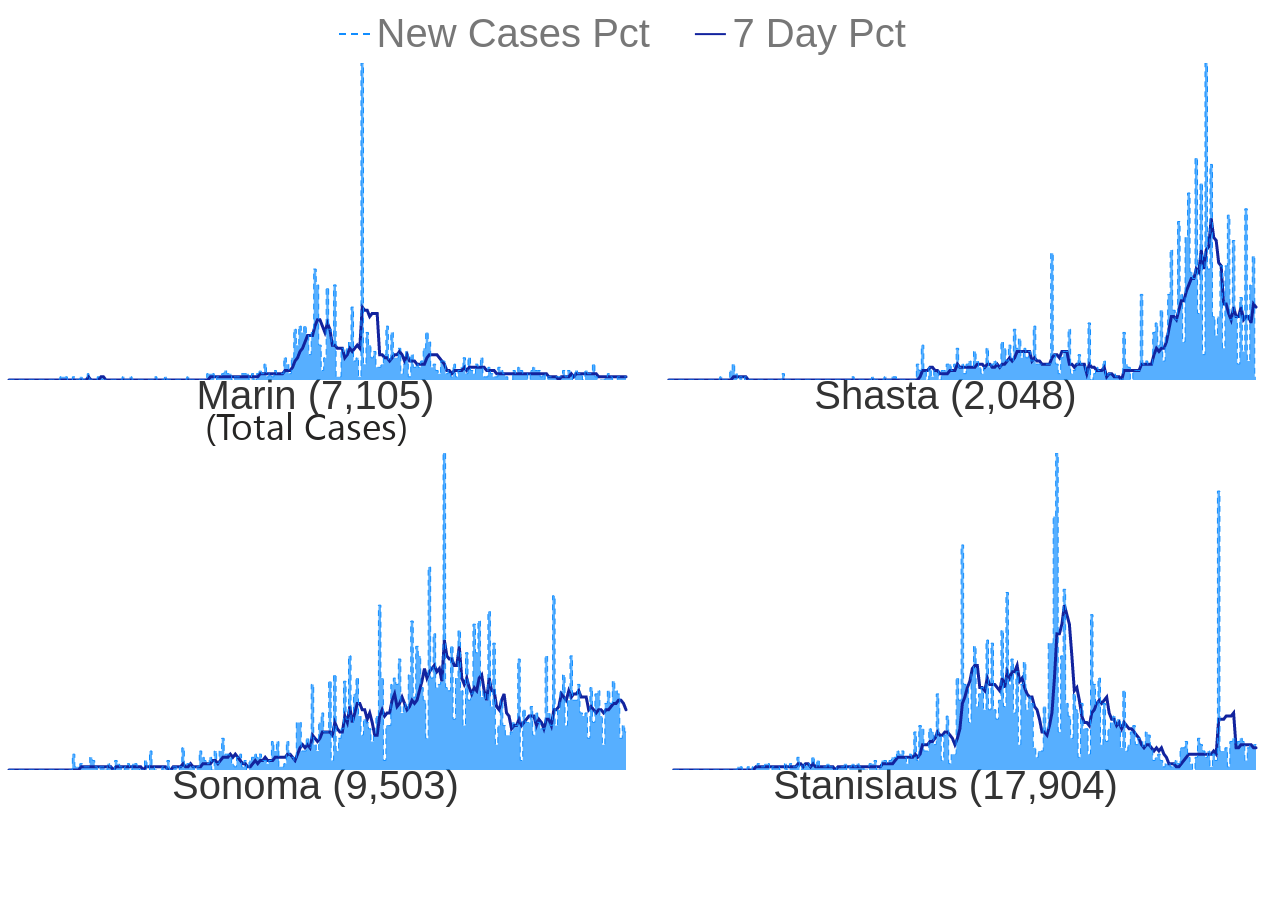 New Cases Pct 7 Day Pct
Marin (7,105) Shasta (2,048)
(Total Cases)
Sonoma (9,503) Stanislaus (17,904)